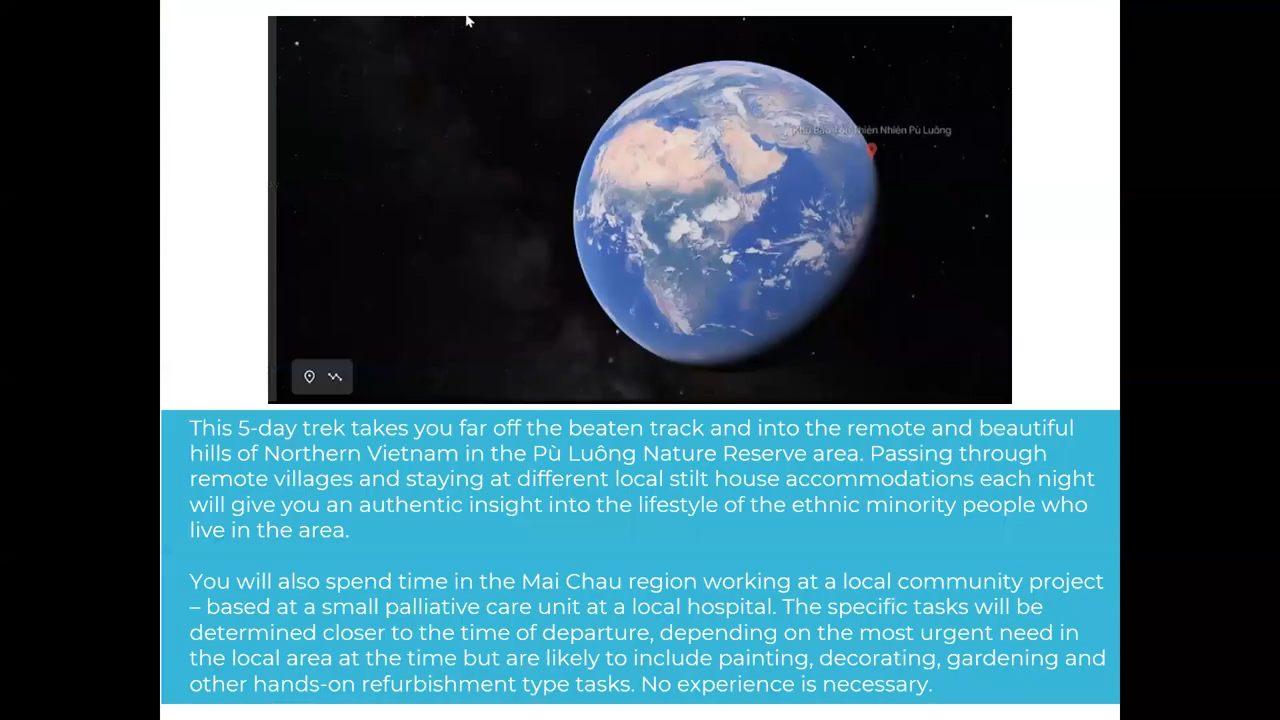 Thiên Nhiên Pù Luông
This 5-day trek takes you far off the beaten track and into the remote and beautiful
hills of Northern Vietnam in the Pù Luông Nature Reserve area. Passing through
remote villages and staying at different local stilt house accommodations each night
will give you an authentic insight into the lifestyle of the ethnic minority people who
live in the area.
You will also spend time in the Mai Chau region working at a local community project
– based at a small palliative care unit at a local hospital. The specific tasks will be
determined closer to the time of departure, depending on the most urgent need in
the local area at the time but are likely to include painting, decorating, gardening and
other hands-on refurbishment type tasks. No experience is necessary.